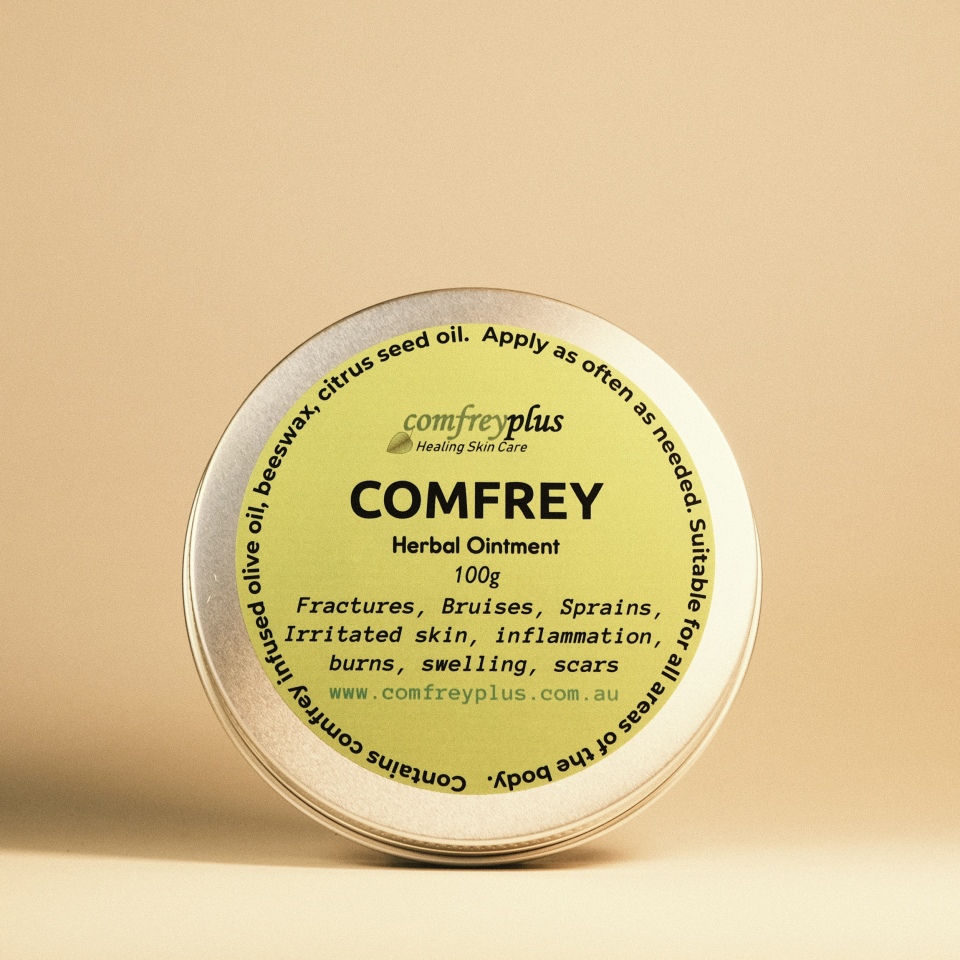 Contains comfrey infused olive oil, beeswax, citrus seed oil. Apply as often as needed. Suitable for all areas of the body.
comfreyplus
Healing Skin Care
COMFREY
Herbal Ointment
100g
Fractures, Bruises, Sprains,
Irritated skin, inflammation,
burns, swelling, scars
www.comfreyplus.com.au